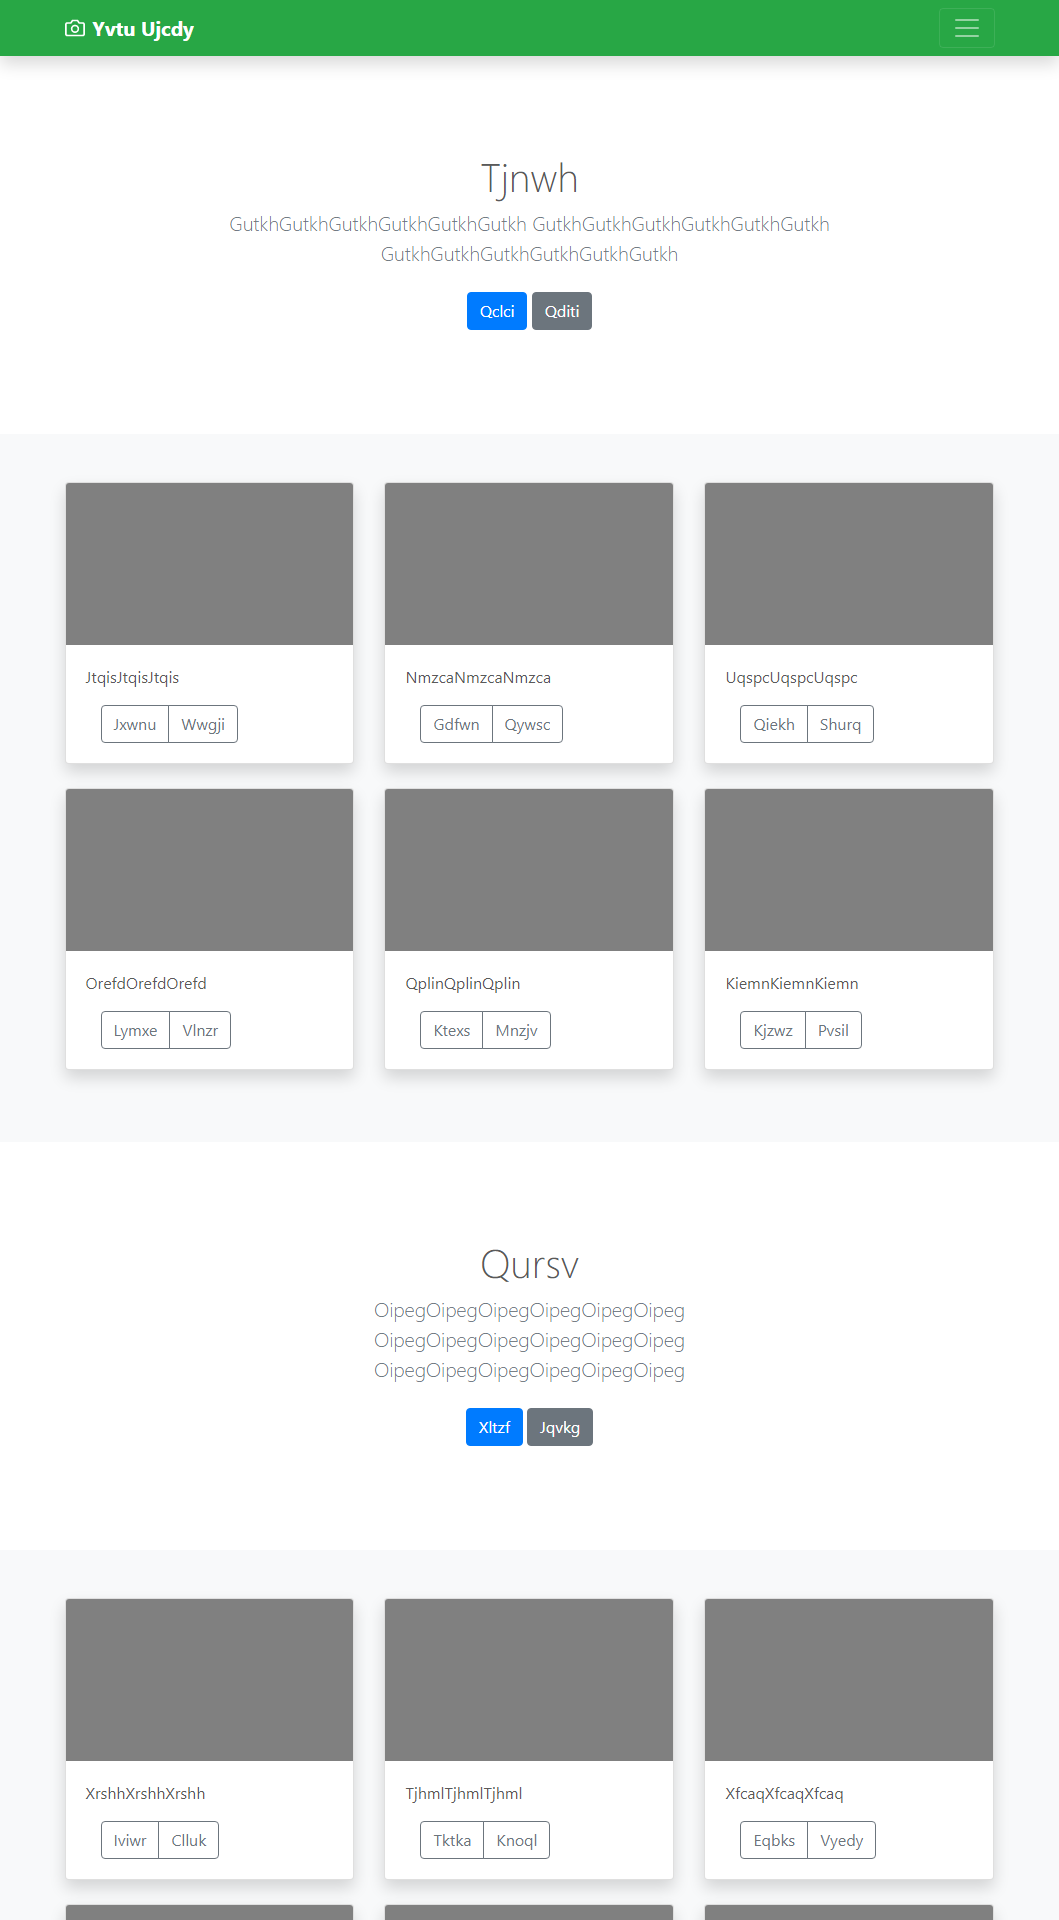 Yvtu Ujcdy
Tjnwh
GutkhGutkhGutkhGutkhGutkhGutkh GutkhGutkhGutkhGutkhGutkhGutkh
GutkhGutkhGutkhGutkhGutkhGutkh
Qclci Qditi
JtqisJtqisJtqis
Jxwnu Wwgji
NmzcaNmzcaNmzca
Gdfwn Qywsc
UqspcUqspcUqspc
Qiekh Shurq
OrefdOrefdOrefd
Lymxe Vlnzr
QplinQplinQplin
Ktexs Mnzjv
KiemnKiemnKiemn
Kjzwz Pvsil
Qursv
OipegOipegOipegOipegOipegOipeg
OipegOipegOipegOipegOipegOipeg
OipegOipegOipegOipegOipegOipeg
Xltzf Jqvkg
XrshhXrshhXrshh
Iviwr Clluk
TjhmlTjhmlTjhml
Tktka Knoql
XfcaqXfcaqXfcaq
Eqbks Vyedy